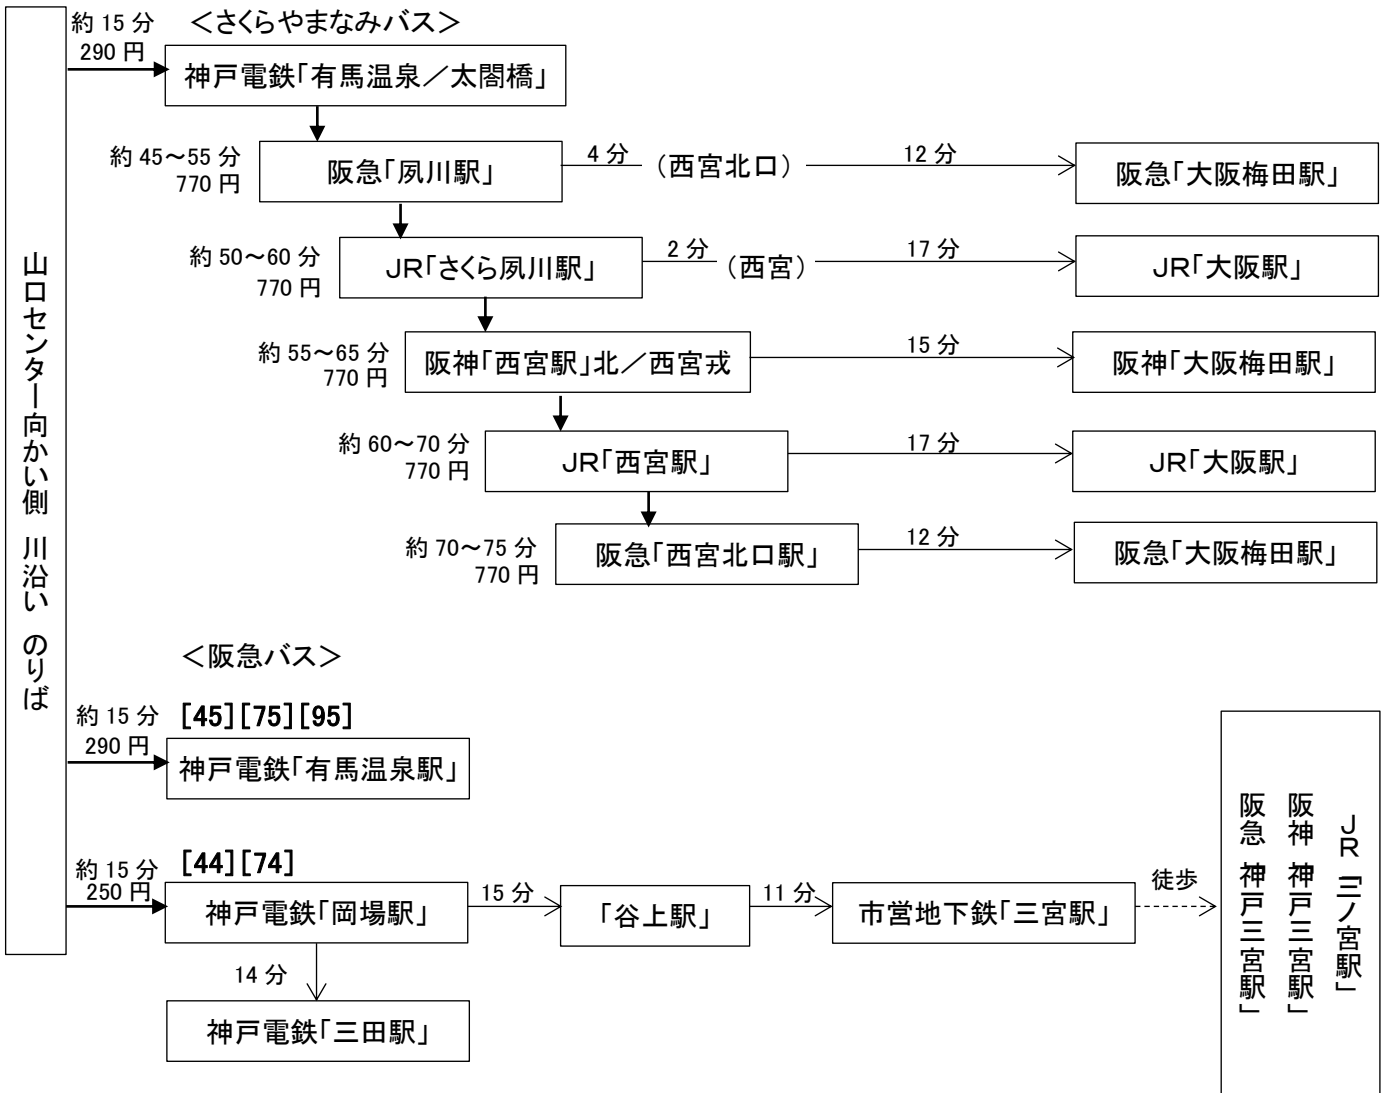 山口センター向かい側 川沿い のりば
約15分 ＜さくらやまなみバス＞
290円
神戸電鉄「有馬温泉／太閤橋」
約45～55分
770円
阪急「夙川駅」
4分 （西宮北口） 12分
阪急「大阪梅田駅」
約50～60分
770円
JR「さくら夙川駅」
2分 （西宮） 17分
JR「大阪駅」
約55～65分
770円
阪神「西宮駅」北／西宮戎
15分
阪神「大阪梅田駅」
約60～70分
770円
JR「西宮駅」
17分
JR「大阪駅」
約70～75分
770円
阪急「西宮北口駅」
12分
阪急「大阪梅田駅」
＜阪急バス＞
約15分 [45][75][95]
290円
神戸電鉄「有馬温泉駅」
約15分 [44][74]
250円
神戸電鉄「岡場駅」
15分
「谷上駅」
11分
市営地下鉄「三宮駅」
徒歩
JR「三ノ宮駅」
阪神「神戸三宮駅」
阪急「神戸三宮駅」
14分
神戸電鉄「三田駅」